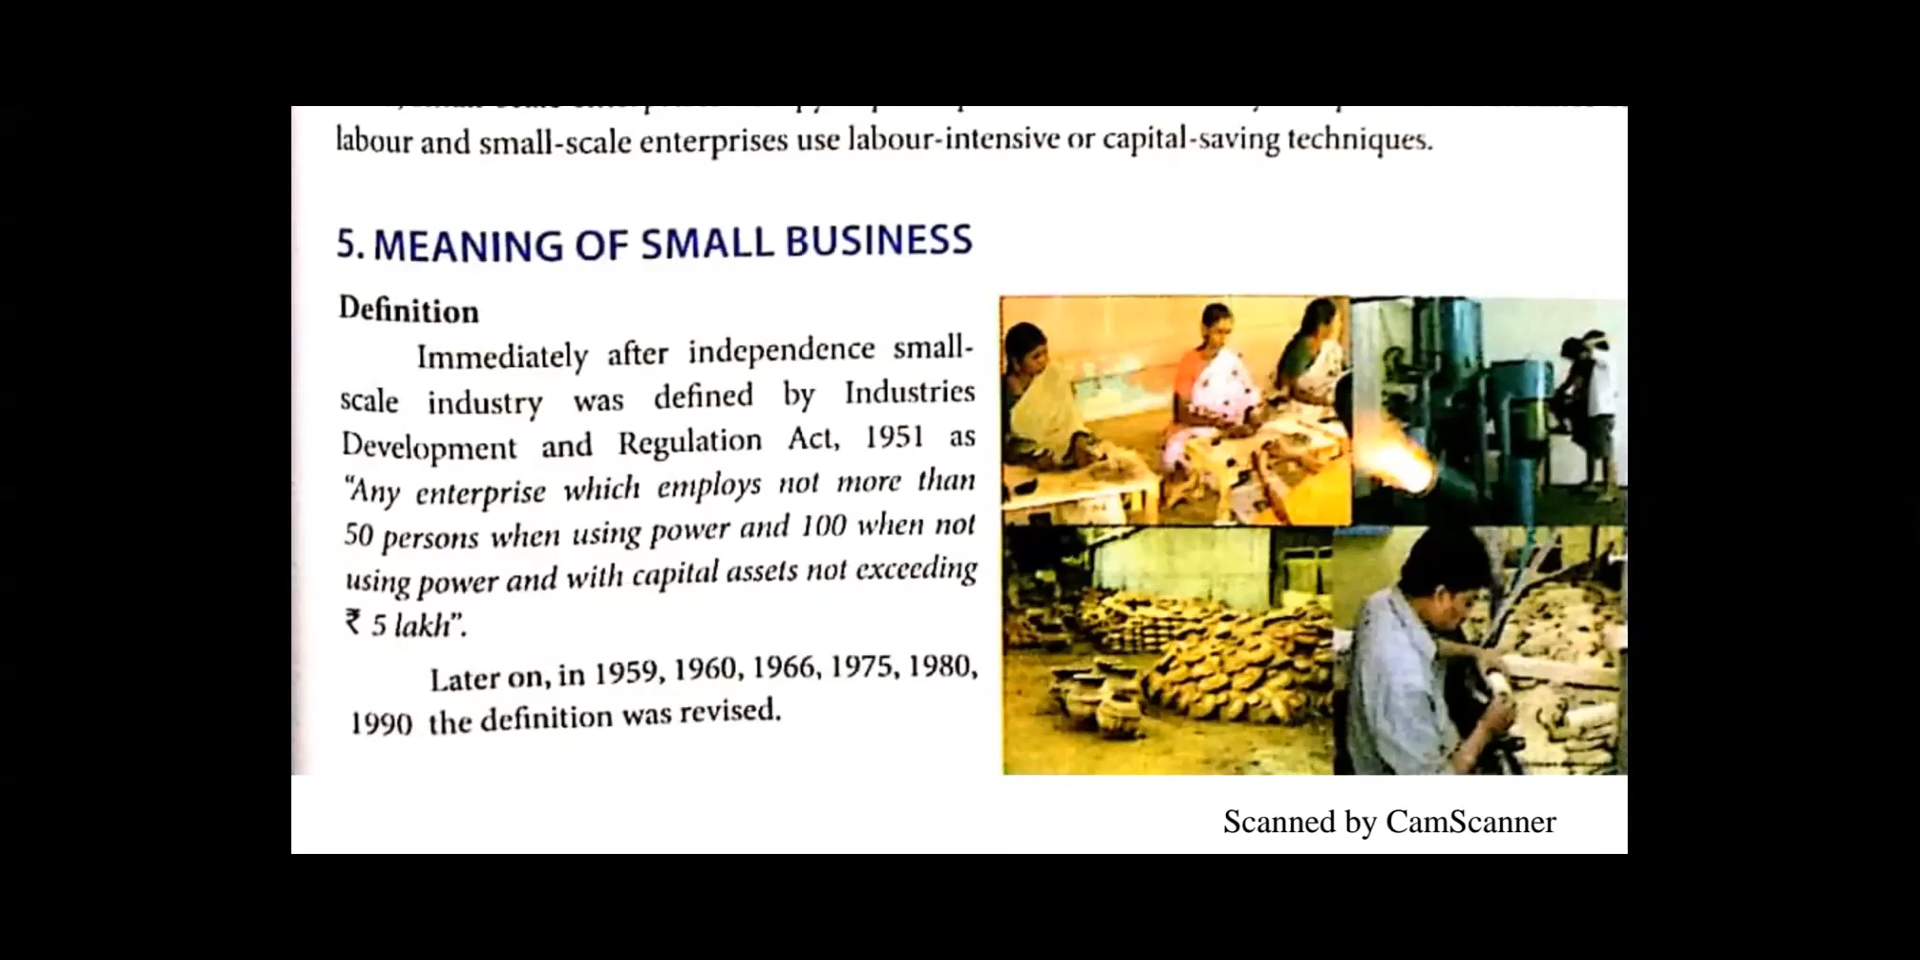 labour and small-scale enterprises use labour-intensive or capital-saving techniques.
5. MEANING OF SMALL BUSINESS
Definition
Immediately after independence small-
scale industry was defined by Industries
Development and Regulation Act, 1951 as
“Any enterprise which employs not more than
50 persons when using power and 100 when not
using power and with capital assets not exceeding
₹ 5 lakh”.
Later on, in 1959, 1960, 1966, 1975, 1980,
1990 the definition was revised.
Scanned by CamScanner